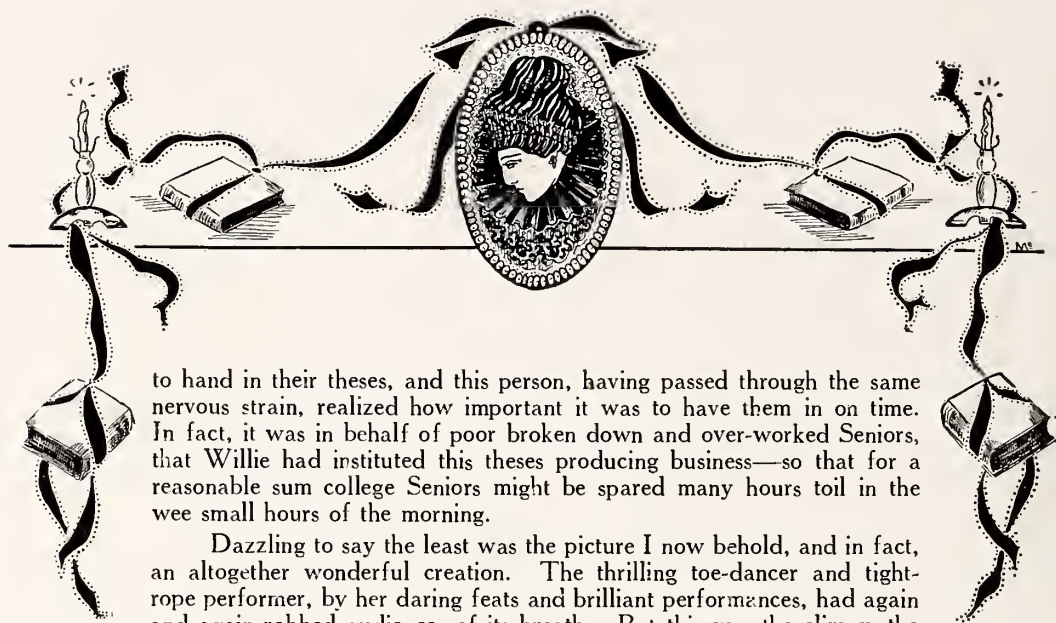 Mc
to hand in their theses, and this person, having passed through the same
nervous strain, realized how important it was to have them in on time.
In fact, it was in behalf of poor broken down and over-worked Seniors,
that Willie had instituted this theses producing business—so that for a
reasonable sum college Seniors might be spared many hours toil in the
wee small hours of the morning.
Dazzling to say the least was the picture I now behold, and in fact,
an altogether wonderful creation. The thrilling toe-dancer and tight-
rope performer, by her daring feats and brilliant performances, had again